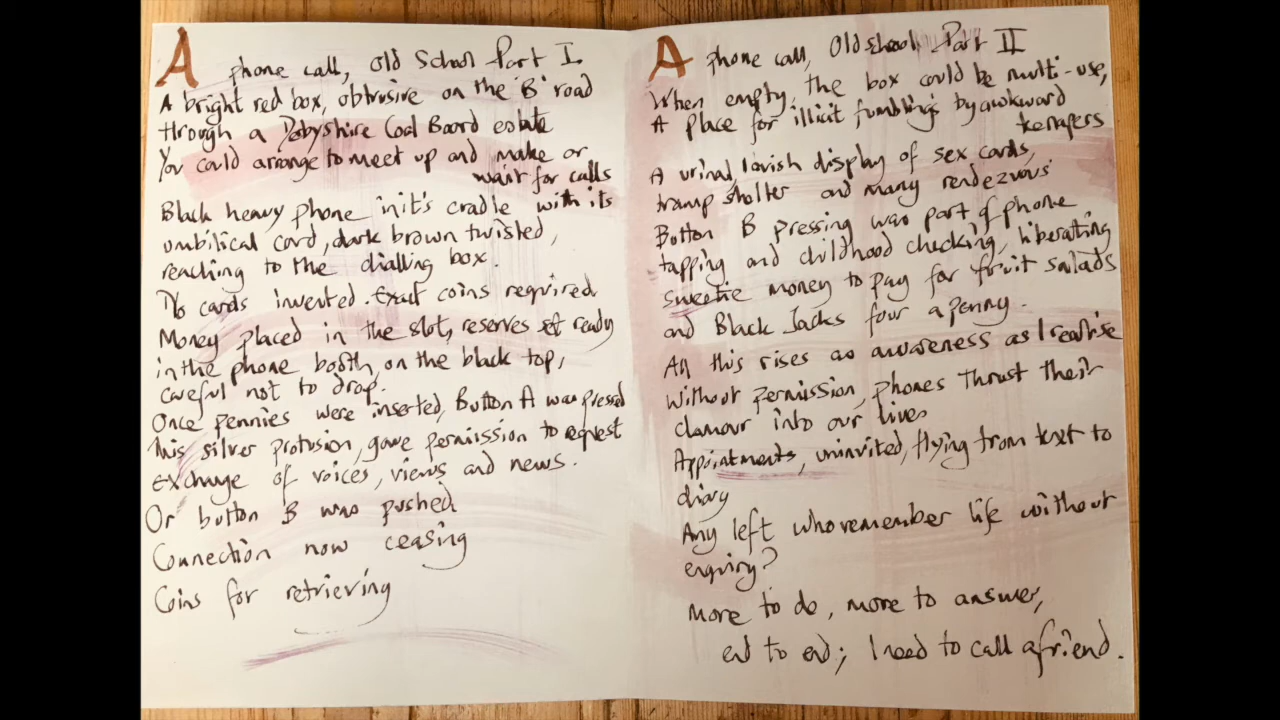 A phone call, Old School Part I.
A bright red box, obtrusive on the 'B' road
through a Debyshire Coal Board estate
You could arrange to meet up and make or
wait for calls
Black heavy phone in it's cradle with its
umbilical cord, dark brown twisted,
reaching to the dialling box.
No cards invented. Exact coins required
Money placed in the slot, reserves set ready
in the phone booth, on the black top,
careful not to drop.
Once pennies were inserted, Button A was pressed
This silver protusion, gave permission to request
exchange of voices, views and news.
Or button B was pushed
Connection now ceasing
Coins for retrieving
A phone call, Old School Part II
When empty, the box could be multi-use,
A place for illicit fumblings by awkward
teenagers
A urinal, lavish display of sex cards,
tramp shelter and many rendezvous
Button B pressing was part of phone
tapping and childhood checking, liberating
sweetie money to pay for fruit salads
and Black Jacks four a penny.
All this rises as awareness as I realise
without permission, phones thrust their
clamour into our lives
Appointments, uninvited, flying from text to
diary
Any left who remember life without
enquiry?
More to do, more to answer,
end to end; I need to call a friend.